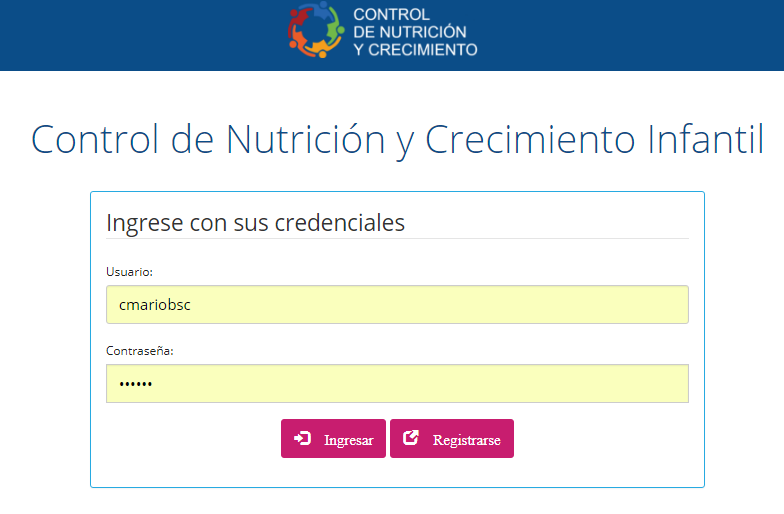 CONTROL
DE NUTRICIÓN
Y CRECIMIENTO
Control de Nutrición y Crecimiento Infantil
Ingrese con sus credenciales
Usuario:
cmariobsc
Contraseña:
••••••
Ingresar Registrarse